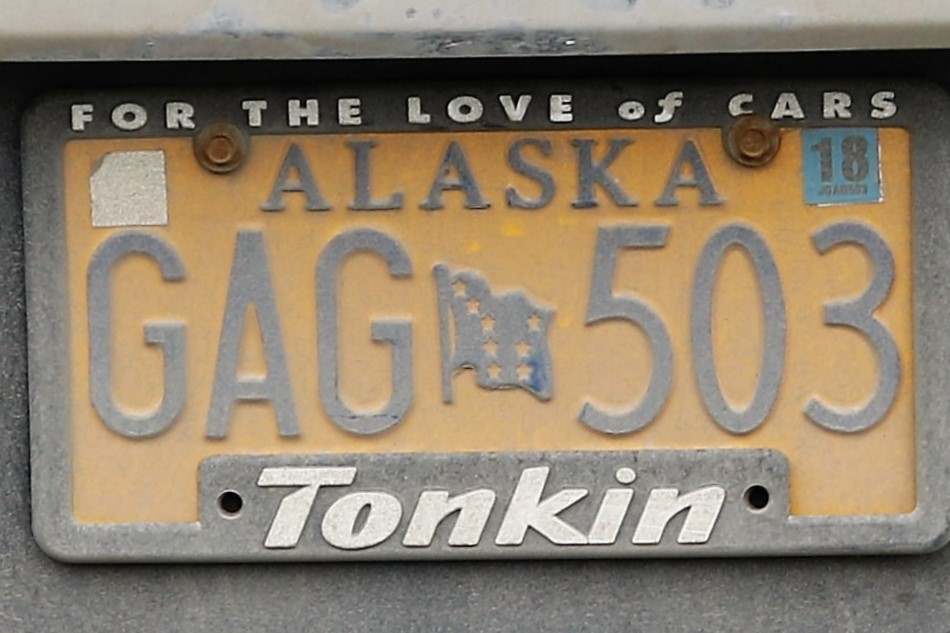 FOR THE LOVE of CARS
ALASKA
18
GAG 503
Tonkin